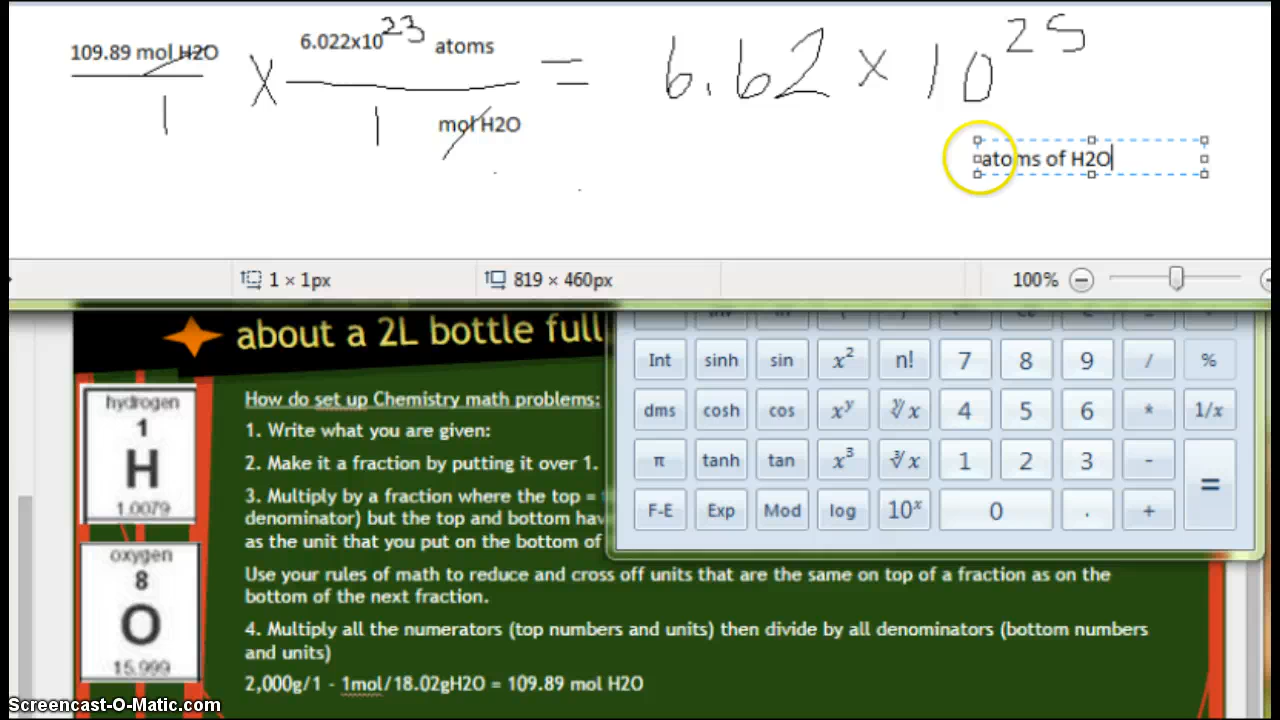 109.89 mol H2O
1
X
6.022x10^23 atoms
1 mol H2O
= 6.62 x 10^25
atoms of H2O
1 × 1px 819 × 460px 100%
about a 2L bottle full
hydrogen
1
H
1.0079
oxygen
8
O
15.999
How do set up Chemistry math problems:
1. Write what you are given:
2. Make it a fraction by putting it over 1.
3. Multiply by a fraction where the top =
denominator) but the top and bottom hav
as the unit that you put on the bottom of
Use your rules of math to reduce and cross off units that are the same on top of a fraction as on the
bottom of the next fraction.
4. Multiply all the numerators (top numbers and units) then divide by all denominators (bottom numbers
and units)
2,000g/1 - 1mol/18.02gH2O = 109.89 mol H2O
Int sinh sin x² n! 7 8 9 / %
dms cosh cos xʸ ʸ√x 4 5 6 * 1/x
π tanh tan x³ ³√x 1 2 3 - =
F-E Exp Mod log 10ˣ 0 . +
Screencast-O-Matic.com